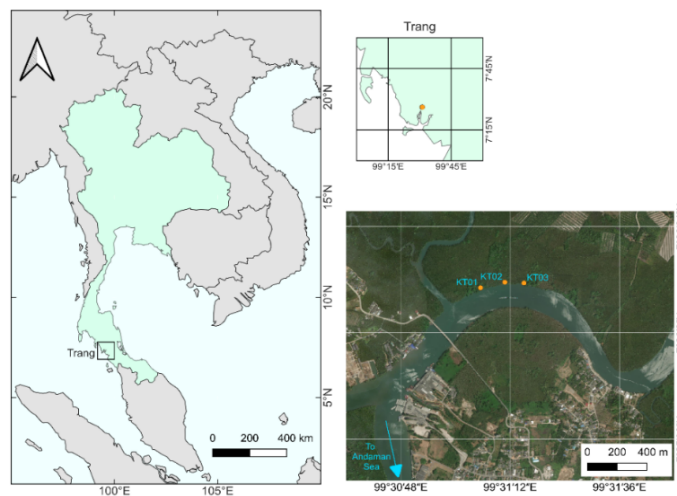 20°N
15°N
10°N
5°N
Trang
0
200
400 km
100°E
105°E
Trang
7°45'N
7°15'N
99°15'E
99°45'E
KT01
KT02
KT03
To
Andaman
Sea
0
200
400 m
99°30'48"E
99°31'12"E
99°31'36"E